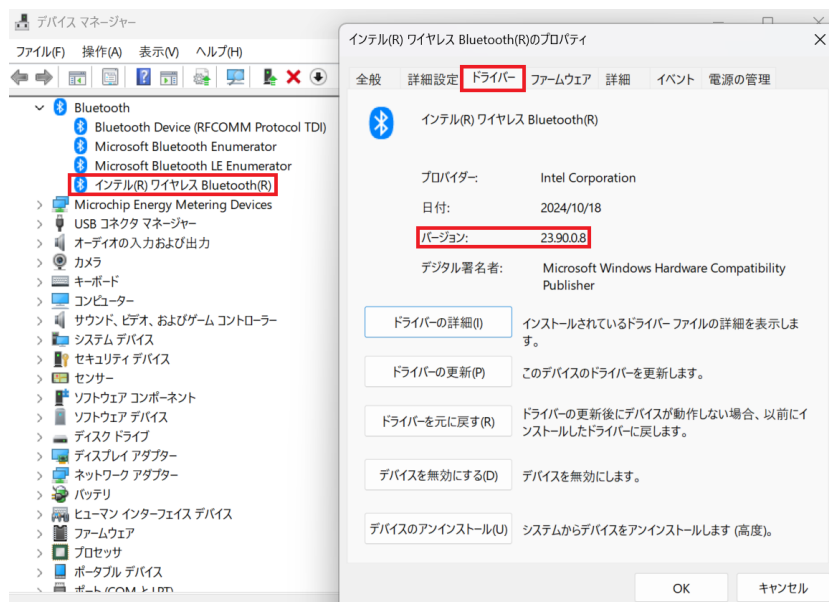 デバイス マネージャー
ファイル(F) 操作(A) 表示(V) ヘルプ(H)
Bluetooth
Bluetooth Device (RFCOMM Protocol TDI)
Microsoft Bluetooth Enumerator
Microsoft Bluetooth LE Enumerator
インテル(R) ワイヤレス Bluetooth(R)
Microchip Energy Metering Devices
USB コネクタ マネージャー
オーディオの入力および出力
カメラ
キーボード
コンピューター
サウンド、ビデオ、およびゲーム コントローラー
システム デバイス
セキュリティ デバイス
センサー
ソフトウェア コンポーネント
ソフトウェア デバイス
ディスク ドライブ
ディスプレイ アダプター
ネットワーク アダプター
バッテリ
ヒューマン インターフェイス デバイス
ファームウェア
プロセッサ
ポータブル デバイス
ポート (COM と LPT)
インテル(R) ワイヤレス Bluetooth(R)のプロパティ
全般 詳細設定 ドライバー ファームウェア 詳細 イベント 電源の管理
インテル(R) ワイヤレス Bluetooth(R)
プロバイダー: Intel Corporation
日付: 2024/10/18
バージョン: 23.90.0.8
デジタル署名者: Microsoft Windows Hardware Compatibility
Publisher
ドライバーの詳細(I) インストールされているドライバー ファイルの詳細を表示しま
す。
ドライバーの更新(P) このデバイスのドライバーを更新します。
ドライバーを元に戻す(R) ドライバーの更新後にデバイスが動作しない場合、以前にイ
ンストールしたドライバーに戻します。
デバイスを無効にする(D) デバイスを無効にします。
デバイスのアンインストール(U) システムからデバイスをアンインストールします (高度)。
OK キャンセル